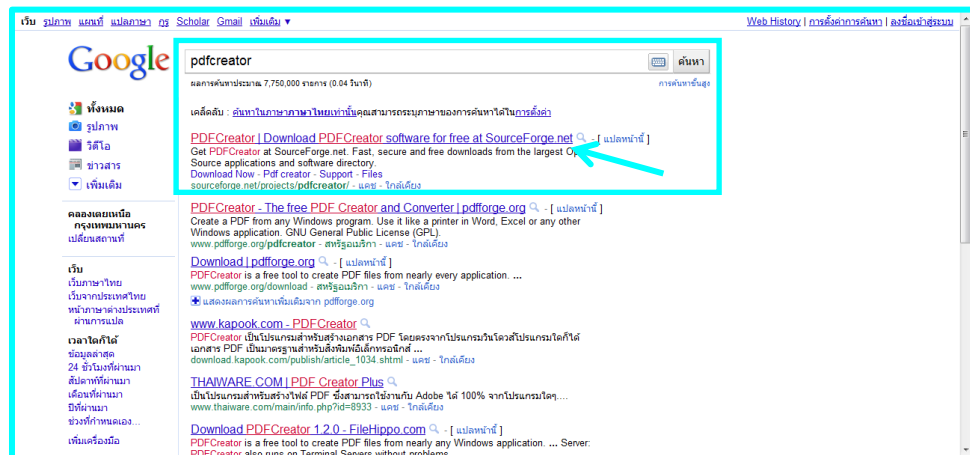 เว็บ รูปภาพ แผนที่ แปลภาษา กรุ๊ Scholar Gmail เพิ่มเติม ▼
Web History | การตั้งค่าการค้นหา | ลงชื่อเข้าสู่ระบบ
Google
pdfcreator
ค้นหา
ผลการค้นหาประมาณ 7,750,000 รายการ (0.04 วินาที)
การค้นหาขั้นสูง
ทั้งหมด
รูปภาพ
วิดีโอ
ข่าวสาร
เพิ่มเติม
คลองเตยเหนือ
กรุงเทพมหานคร
เปลี่ยนสถานที่
เว็บ
เว็บภาษาไทย
เว็บจากประเทศไทย
หน้าภาษาต่างประเทศที่
ผ่านการแปล
เวลาใดก็ได้
ข้อมูลล่าสุด
24 ชั่วโมงที่ผ่านมา
สัปดาห์ที่ผ่านมา
เดือนที่ผ่านมา
ปีที่ผ่านมา
ช่วงที่กำหนดเอง...
เพิ่มเครื่องมือ
เคล็ดลับ : ค้นหาในภาษาภาษาไทยเท่านั้นคุณสามารถระบุภาษาของการค้นหาได้ในการตั้งค่า
PDFCreator | Download PDFCreator software for free at SourceForge.net - [ แปลหน้านี้ ]
Get PDFCreator at SourceForge.net. Fast, secure and free downloads from the largest
Source applications and software directory.
Download Now - Pdf creator - Support - Files
sourceforge.net/projects/pdfcreator/ - แคช - ใกล้เคียง
PDFCreator - The free PDF Creator and Converter | pdfforge.org - [ แปลหน้านี้ ]
Create a PDF from any Windows program. Use it like a printer in Word, Excel or any other
Windows application. GNU General Public License (GPL).
www.pdfforge.org/pdfcreator - สหรัฐอเมริกา - แคช - ใกล้เคียง
Download | pdfforge.org - [ แปลหน้านี้ ]
PDFCreator is a free tool to create PDF files from nearly every application. ...
www.pdfforge.org/download - สหรัฐอเมริกา - แคช - ใกล้เคียง
แสดงผลการค้นหาเพิ่มเติมจาก pdfforge.org
www.kapook.com - PDFCreator
PDFCreator เป็นโปรแกรมสำหรับสร้างเอกสาร PDF โดยตรงจากโปรแกรมวินโดวส์โปรแกรมใดก็ได้
เอกสาร PDF เป็นมาตรฐานสำหรับสิ่งพิมพ์อิเล็กทรอนิกส์ ...
download.kapook.com/publish/article_1034.shtml - แคช - ใกล้เคียง
THAIWARE.COM | PDF Creator Plus
เป็นโปรแกรมสำหรับสร้างไฟล์ PDF ซึ่งสามารถใช้งานกับ Adobe ได้ 100% จากโปรแกรมใดๆ....
www.thaiware.com/main/info.php?id=8933 - แคช - ใกล้เคียง
Download PDFCreator 1.2.0 - FileHippo.com - [ แปลหน้านี้ ]
PDFCreator is a free tool to create PDF files from nearly any Windows application. ... Server:
PDFCreator also runs on Terminal Servers without problems